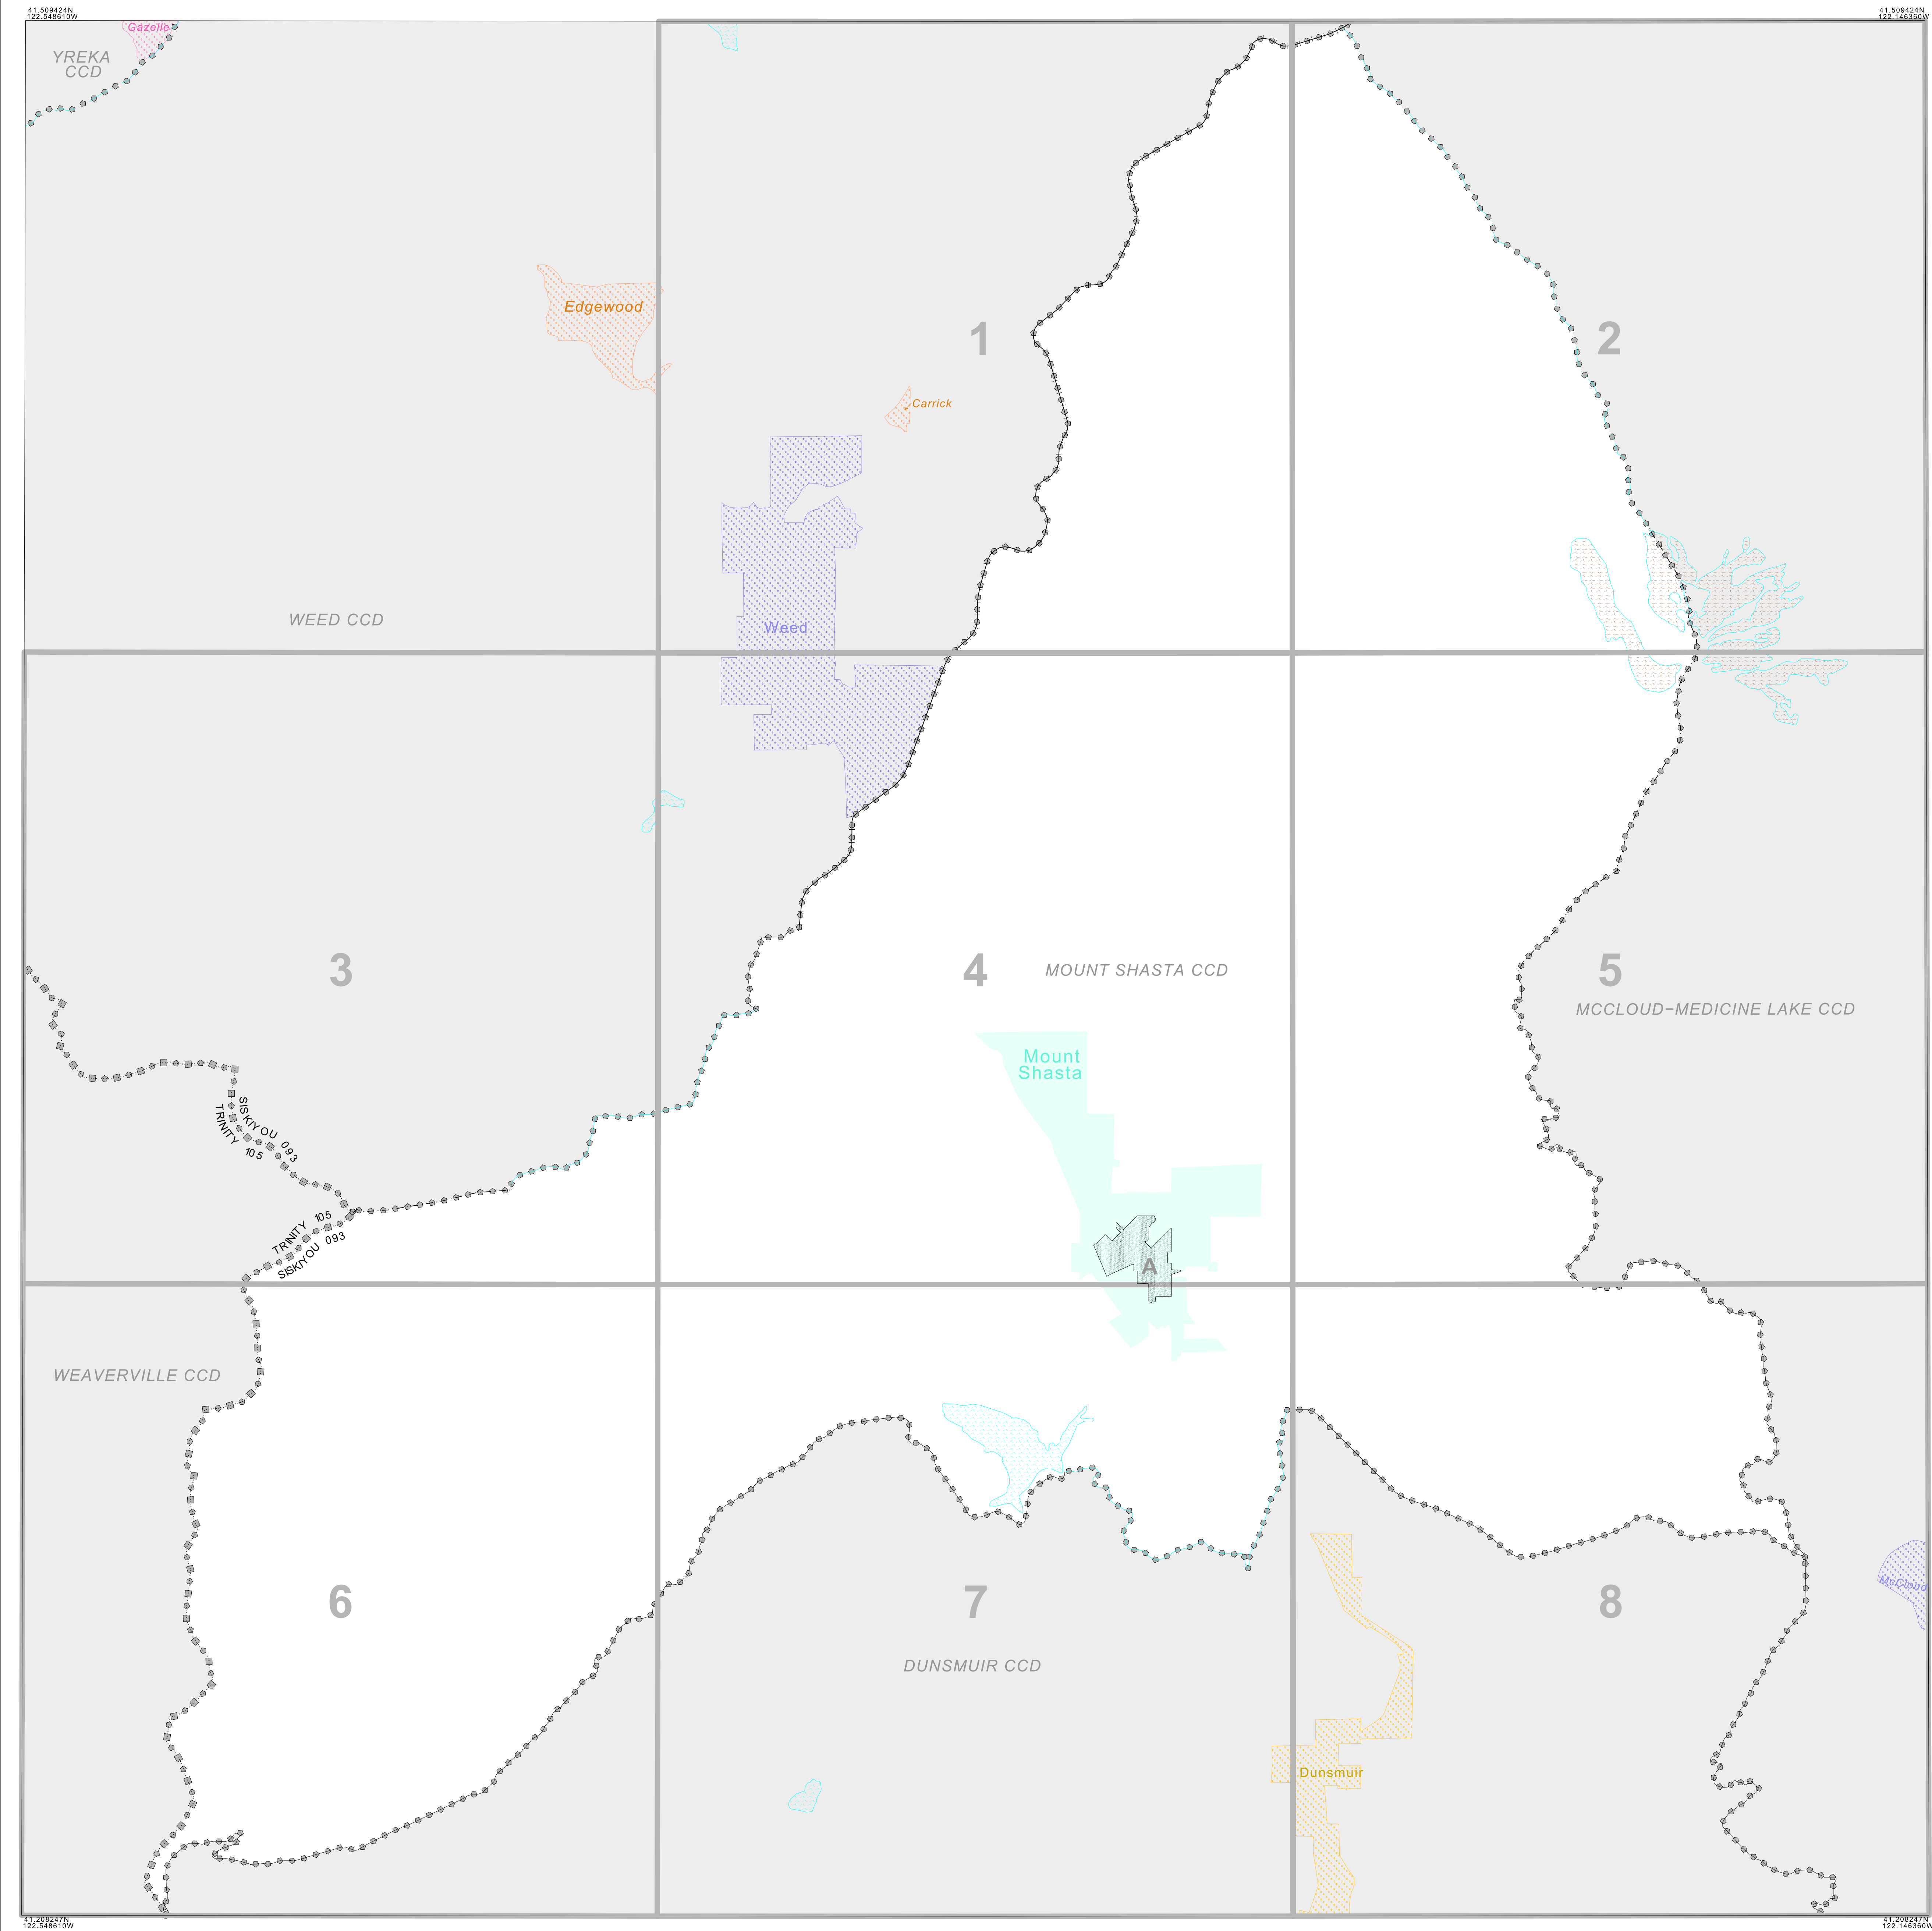 41.509424N
122.548610W
41.509424N
122.146360W
Gazelle
YREKA
CCD
Edgewood
1
2
Carrick
WEED CCD
Weed
3
4
MOUNT SHASTA CCD
5
MCCLOUD-MEDICINE LAKE CCD
Mount
Shasta
SISKIYOU 093
TRINITY 105
TRINITY 105
SISKIYOU 093
A
WEAVERVILLE CCD
McCloud
6
7
8
DUNSMUIR CCD
Dunsmuir
41.208247N
122.548610W
41.208247N
122.146360W